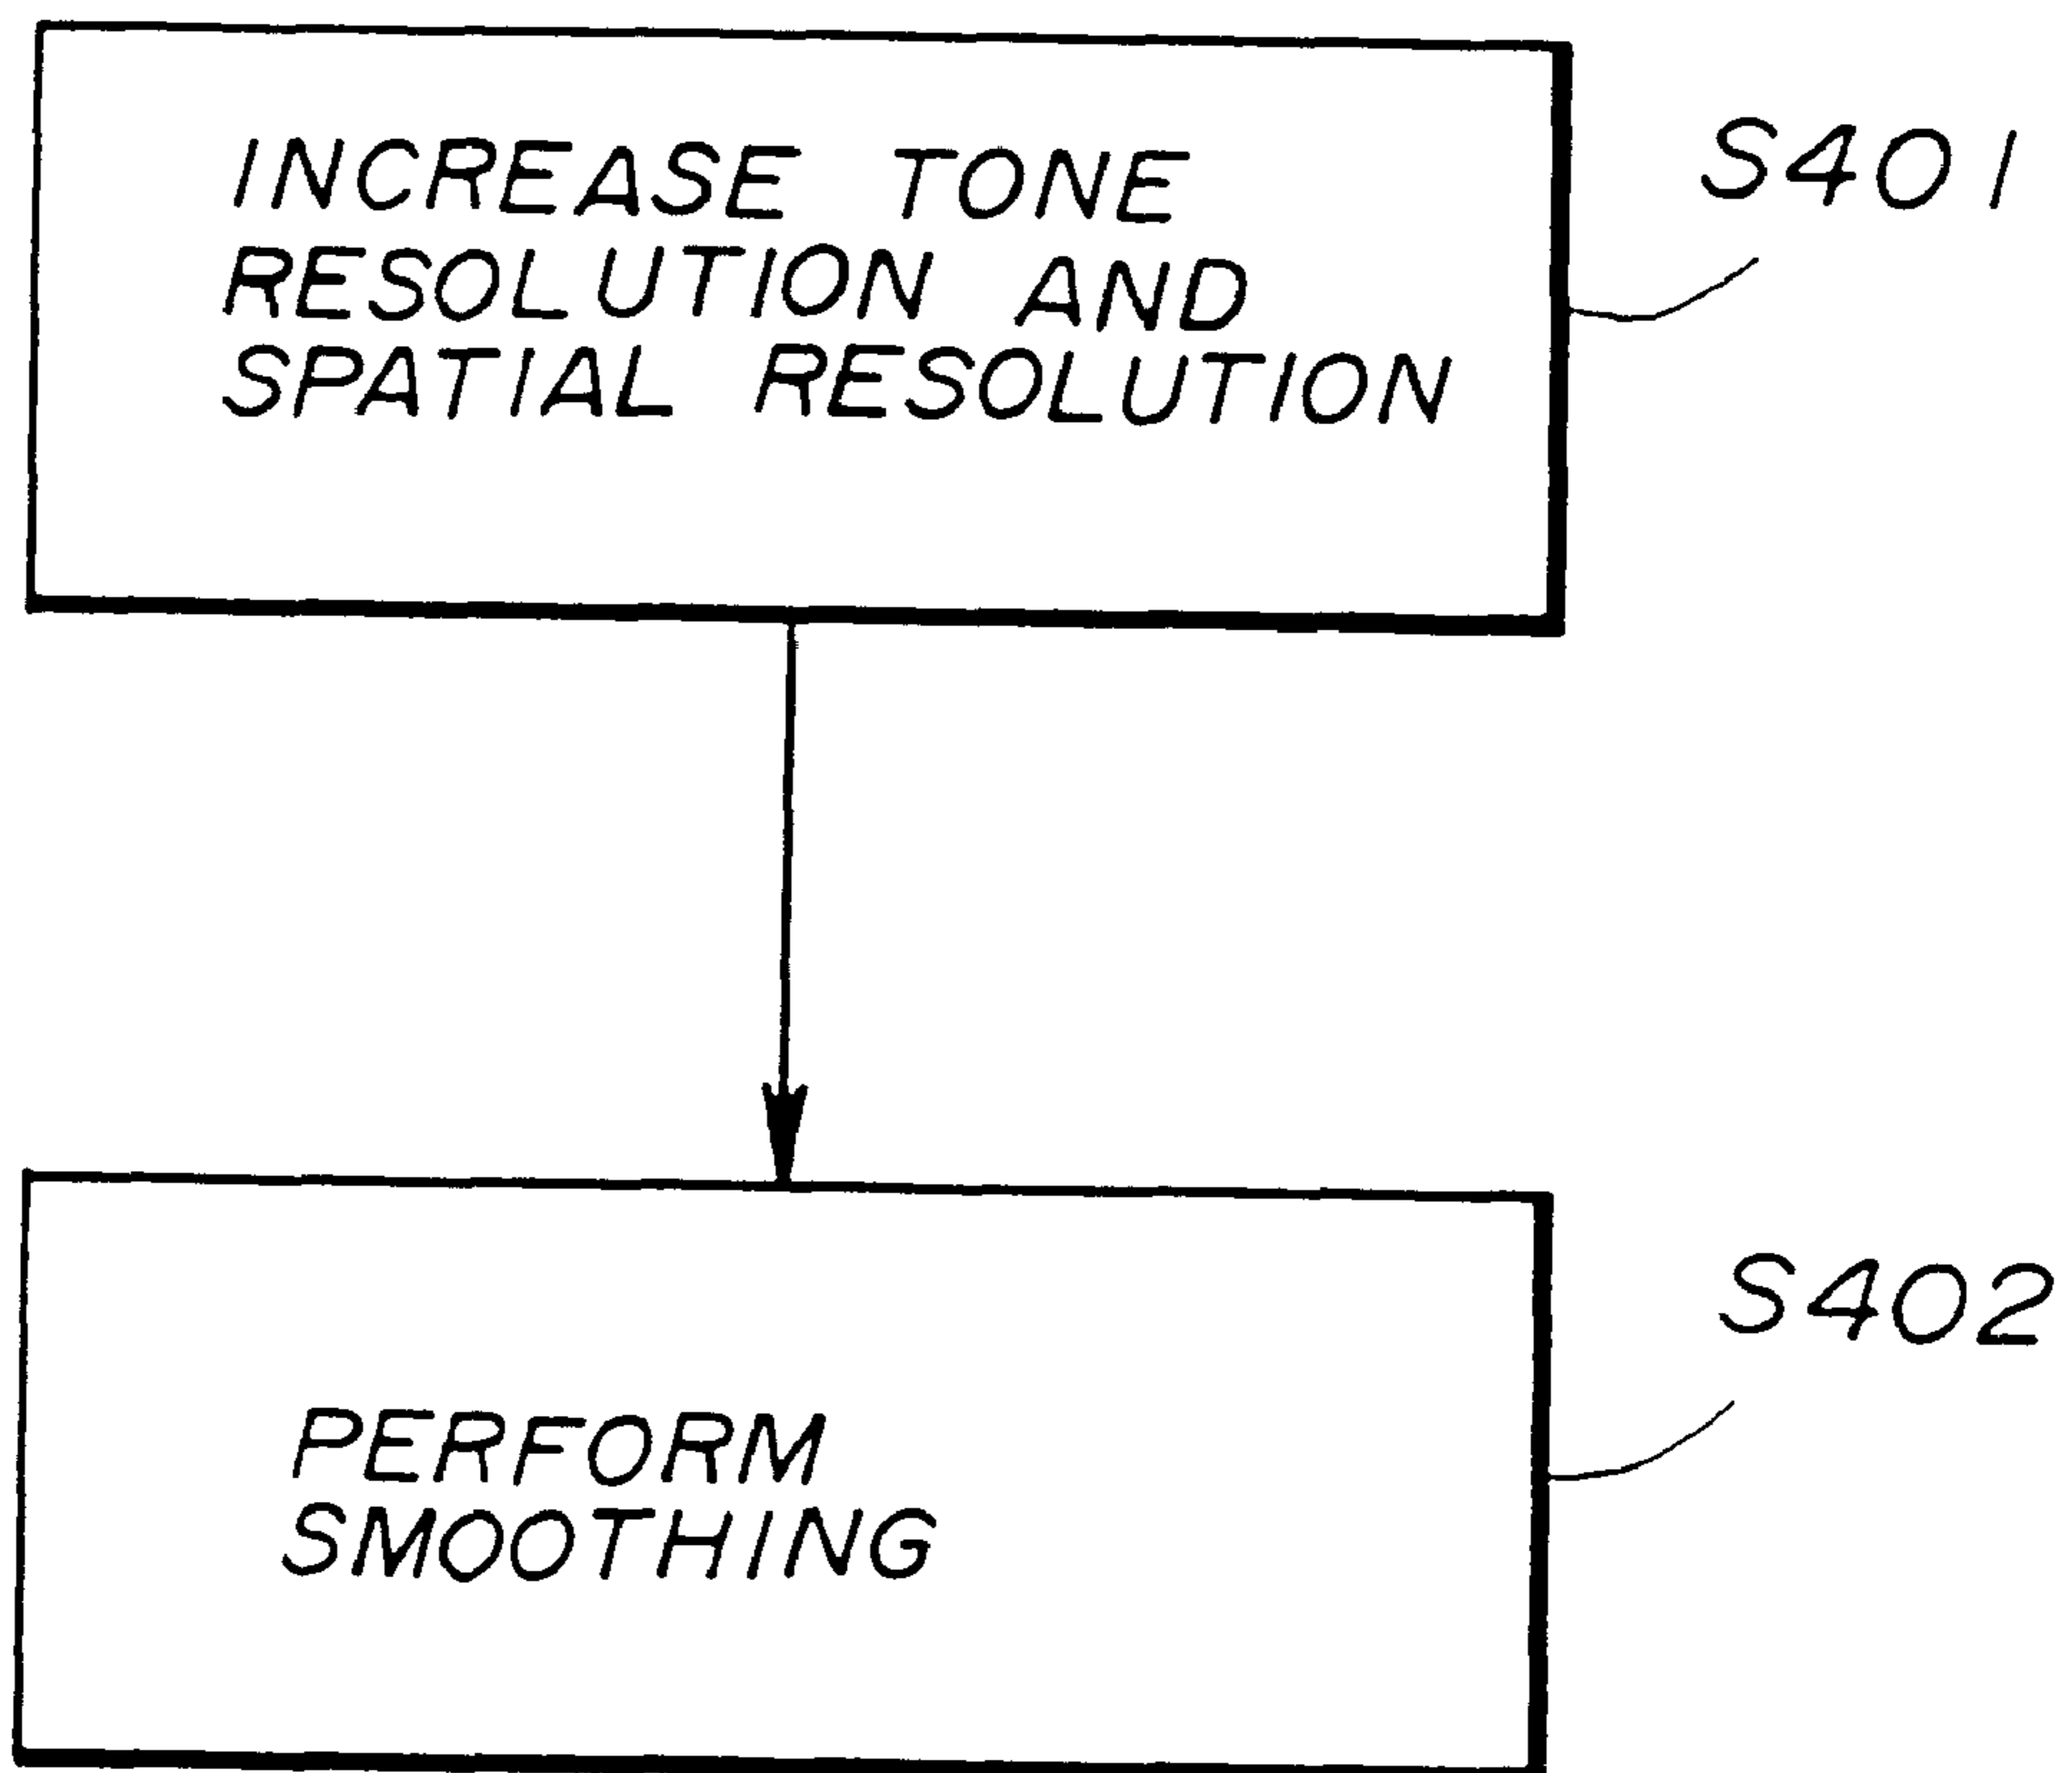 INCREASE TONE
RESOLUTION AND
SPATIAL RESOLUTION
S401
PERFORM
SMOOTHING
S402